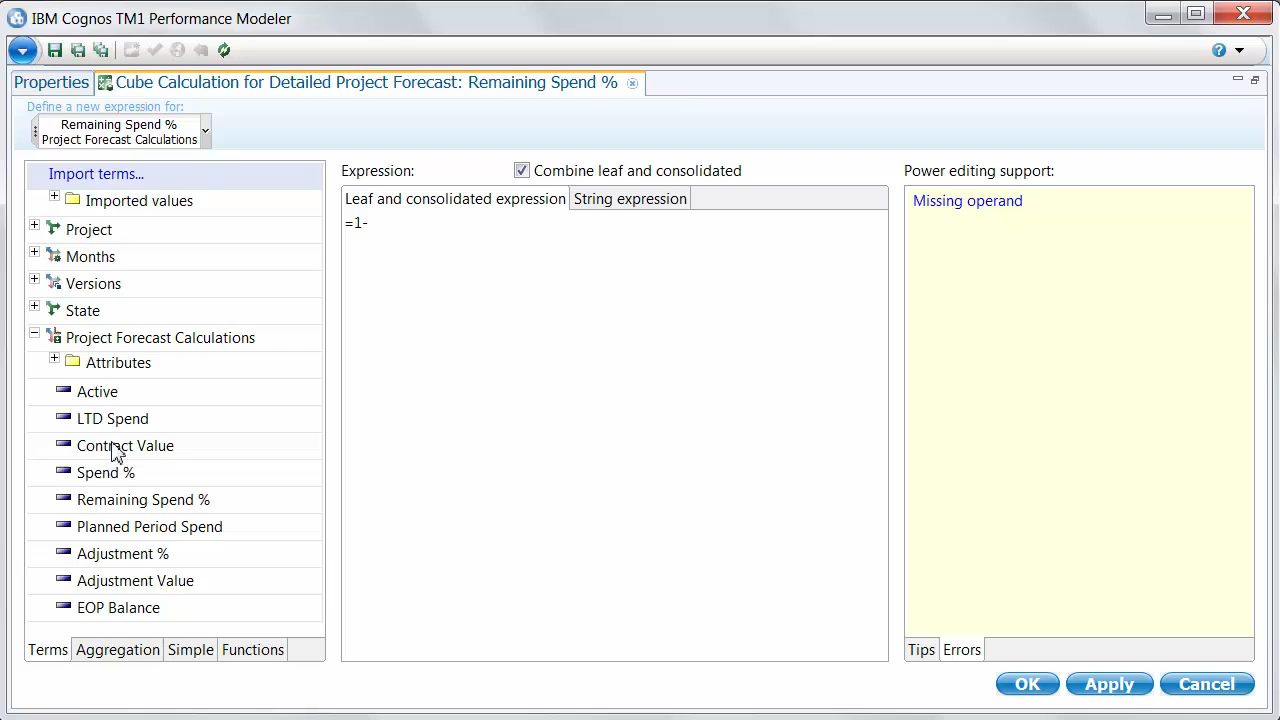 IBM Cognos TM1 Performance Modeler
Properties
Cube Calculation for Detailed Project Forecast: Remaining Spend %
Define a new expression for:
Remaining Spend %
Project Forecast Calculations
Import terms...
Imported values
Project
Months
Versions
State
Project Forecast Calculations
Attributes
Active
LTD Spend
Contract Value
Spend %
Remaining Spend %
Planned Period Spend
Adjustment %
Adjustment Value
EOP Balance
Terms Aggregation Simple Functions
Expression: Combine leaf and consolidated
Leaf and consolidated expression String expression
=1-
Power editing support:
Missing operand
Tips Errors
OK Apply Cancel